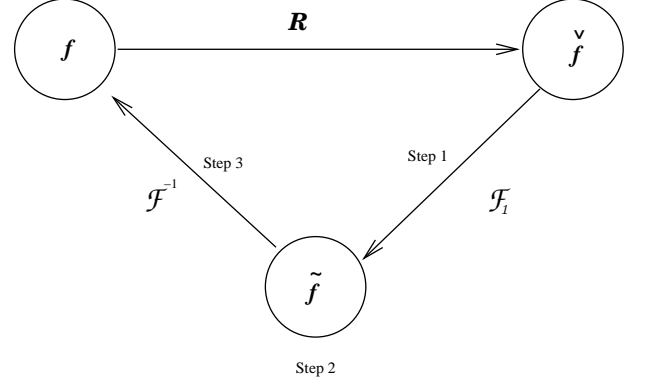 R
f
f̌
Step 1
Step 3
ℱ⁻¹
ℱ₁
f̃
Step 2